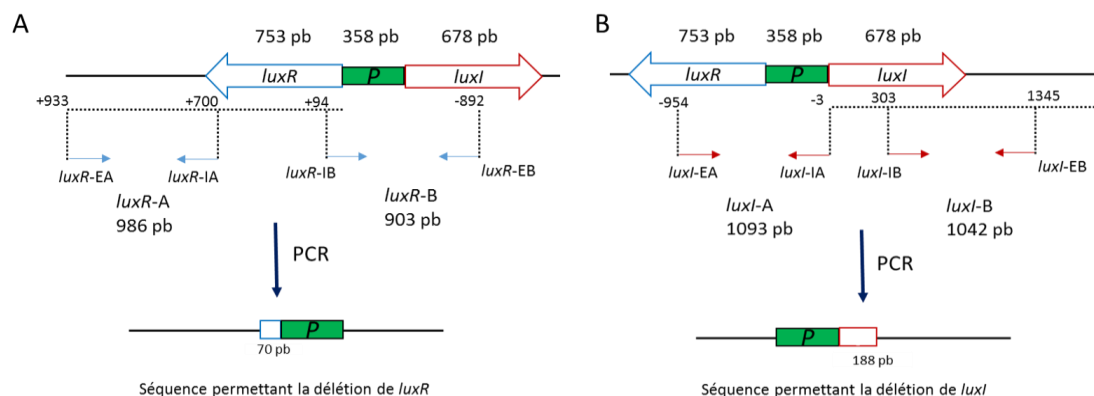 A
753 pb 358 pb 678 pb
luxR P luxI
+933 +700 +94 -892
luxR-EA luxR-IA luxR-IB luxR-EB
luxR-A luxR-B
986 pb 903 pb
PCR
P
70 pb
Séquence permettant la délétion de luxR
B
753 pb 358 pb 678 pb
luxR P luxI
-954 -3 303 1345
luxI-EA luxI-IA luxI-IB luxI-EB
luxI-A luxI-B
1093 pb 1042 pb
PCR
P
188 pb
Séquence permettant la délétion de luxI